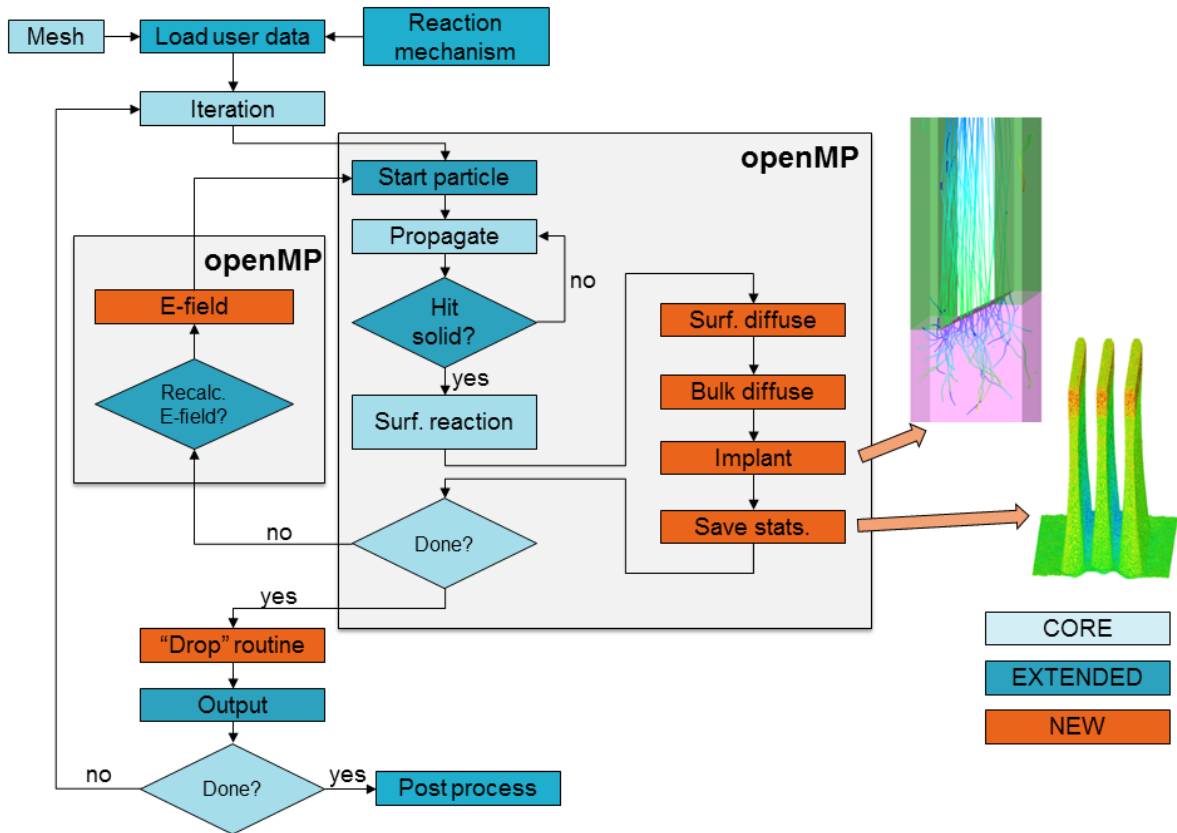 Mesh
Load user data
Reaction
mechanism
Iteration
openMP
Start particle
Propagate
openMP
no
E-field
Hit
solid?
Surf. diffuse
Recalc.
E-field?
yes
Bulk diffuse
Surf. reaction
Implant
Save stats.
no
Done?
yes
"Drop" routine
CORE
Output
EXTENDED
NEW
no
Done?
yes
Post process